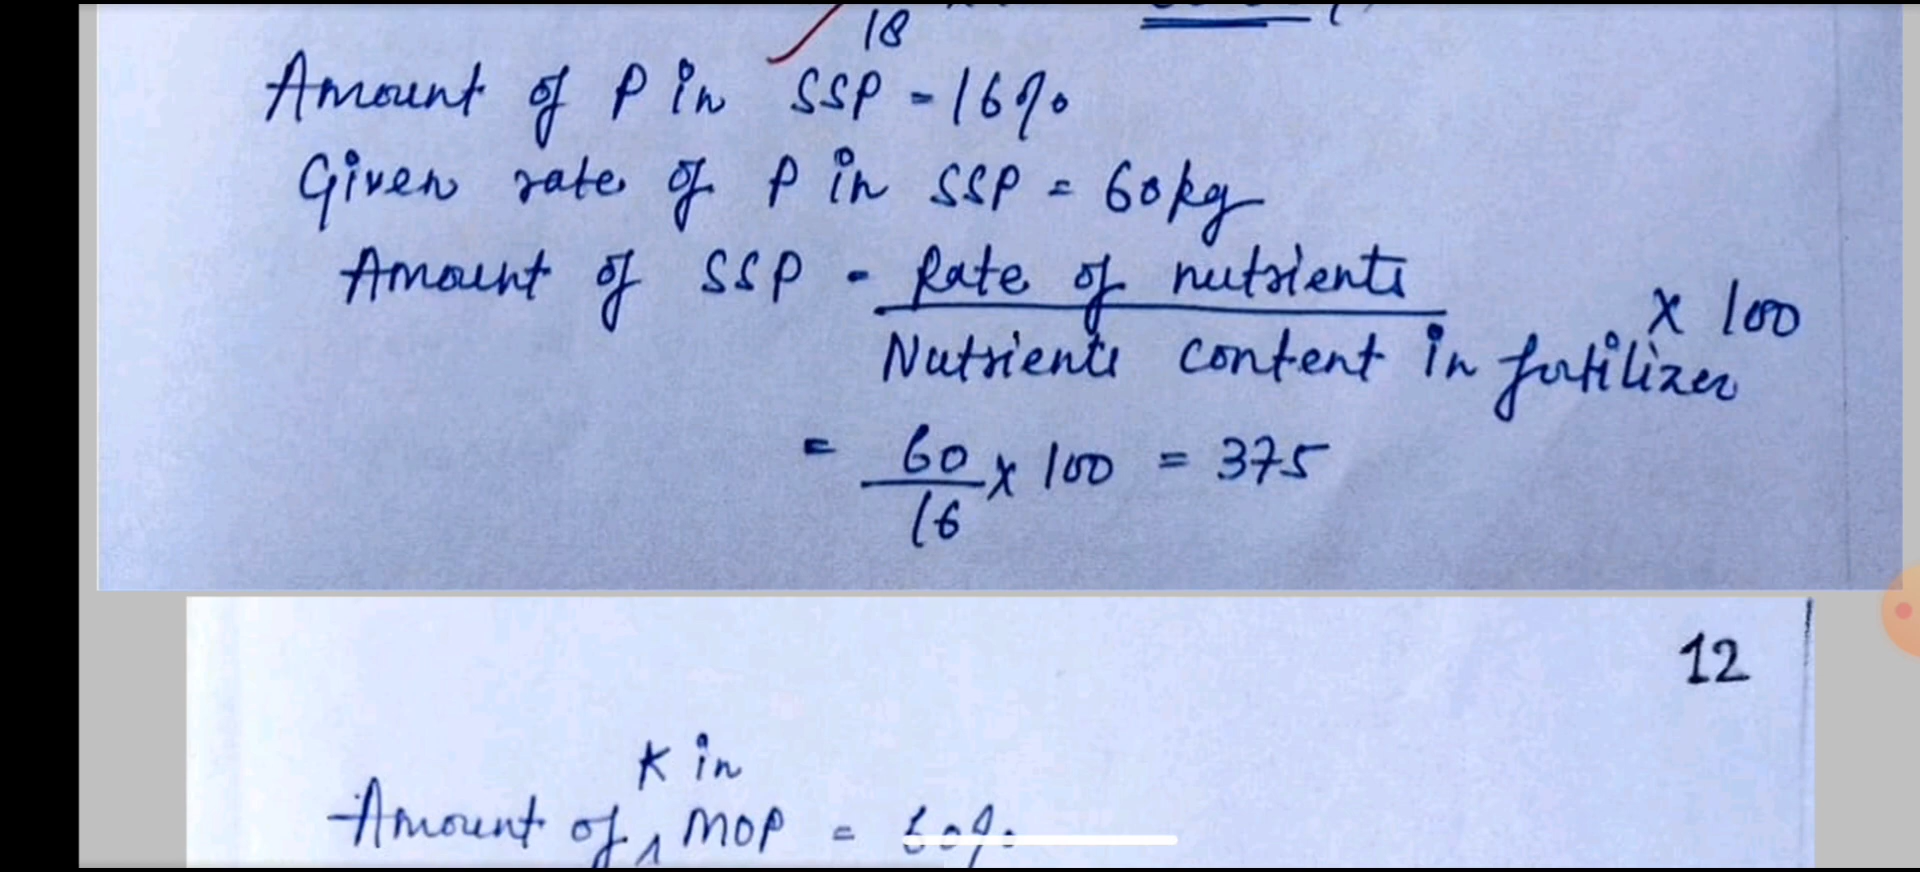 18
Amount of P in SSP = 16%
Given rate of P in SSP = 60kg
Amount of SSP = Rate of nutrients
x 100
Nutrients content in fertilizer
= 60 x 100 = 375
16
12
K in
Amount of ∧ MOP = 60%